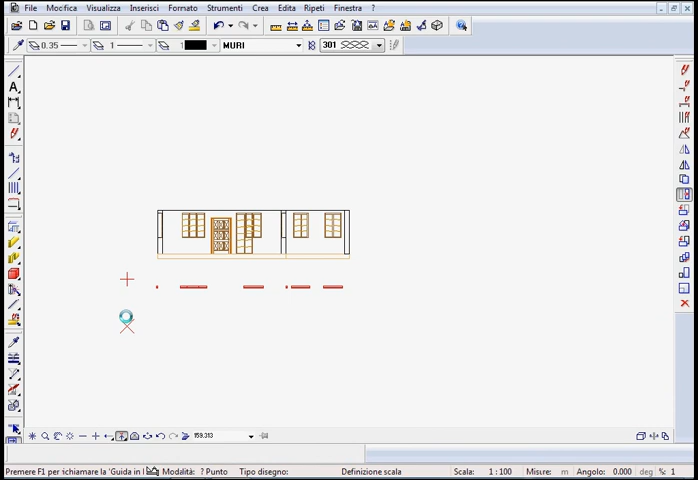 File Modifica Visualizza Inserisci Formato Strumenti Crea Edita Ripeti Finestra ?
0.35 1 1 MURI 301
A
159.313
Premere F1 per richiamare la 'Guida in l Modalità: ? Punto Tipo disegno: Definizione scala Scala: 1 : 100 Misure: m Angolo: 0.000 deg % 1